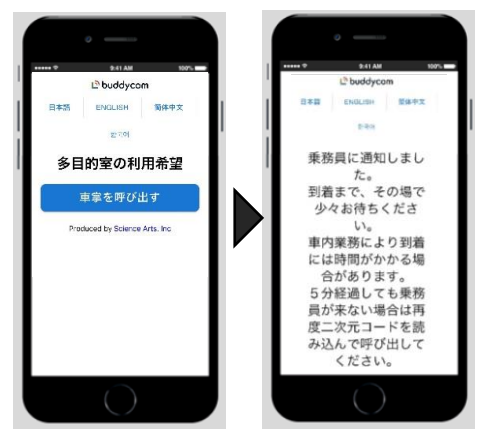 9:41 AM
100%
buddycom
日本語
ENGLISH
简体中文
한국어
多目的室の利用希望
車掌を呼び出す
Produced by Science Arts, Inc
9:41 AM
100%
buddycom
日本語
ENGLISH
简体中文
한국어
乗務員に通知しまし
た。
到着まで、その場で
少々お待ちくださ
い。
車内業務により到着
には時間がかかる場
合があります。
5分経過しても乗務
員が来ない場合は再
度二次元コードを読
み込んで呼び出して
ください。